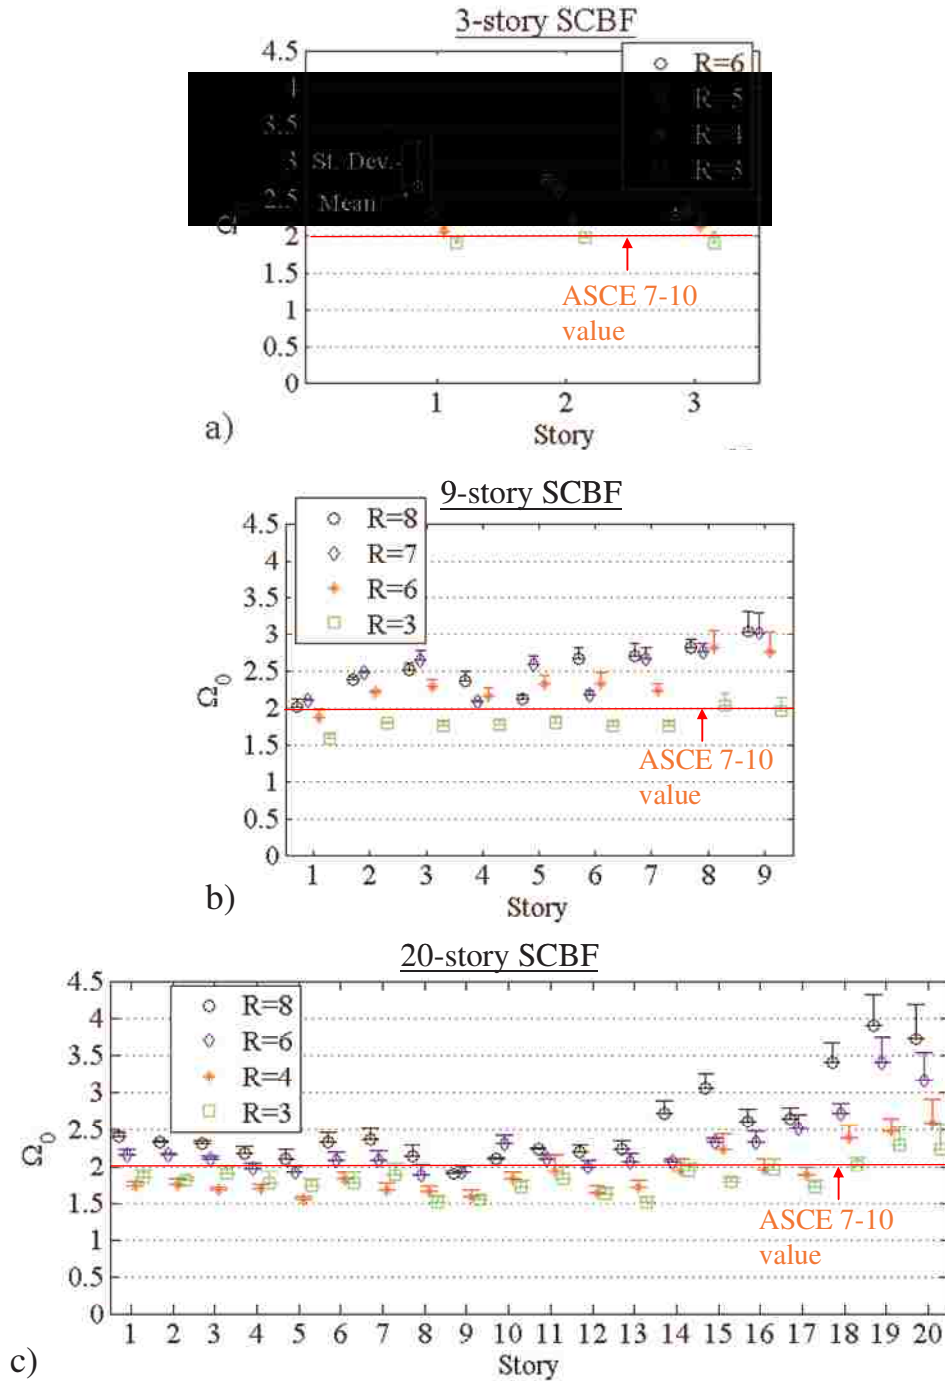 3-story SCBF
4.5
R=6
4
R=5
3.5
R=4
3
St. Dev.
R=3
2.5
Mean
2
1.5
ASCE 7-10
value
1
0.5
0
1 2 3
Story
a)
9-story SCBF
R=8
R=7
R=6
R=3
4.5
4
3.5
3
2.5
2
1.5
1
0.5
0
Ω0
ASCE 7-10
value
1 2 3 4 5 6 7 8 9
Story
b)
20-story SCBF
4.5
4
3.5
3
2.5
2
1.5
1
0.5
0
R=8
R=6
R=4
R=3
Ω0
ASCE 7-10
value
1 2 3 4 5 6 7 8 9 10 11 12 13 14 15 16 17 18 19 20
Story
c)